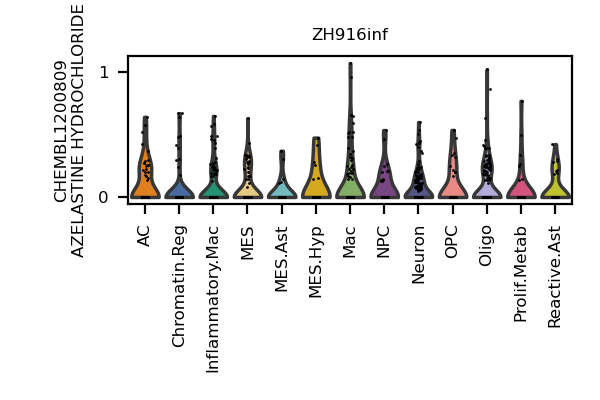 ZH916inf
CHEMBL1200809
AZELASTINE HYDROCHLORIDE
1
0
AC
Chromatin.Reg
Inflammatory.Mac
MES
MES.Ast
MES.Hyp
Mac
NPC
Neuron
OPC
Oligo
Prolif.Metab
Reactive.Ast